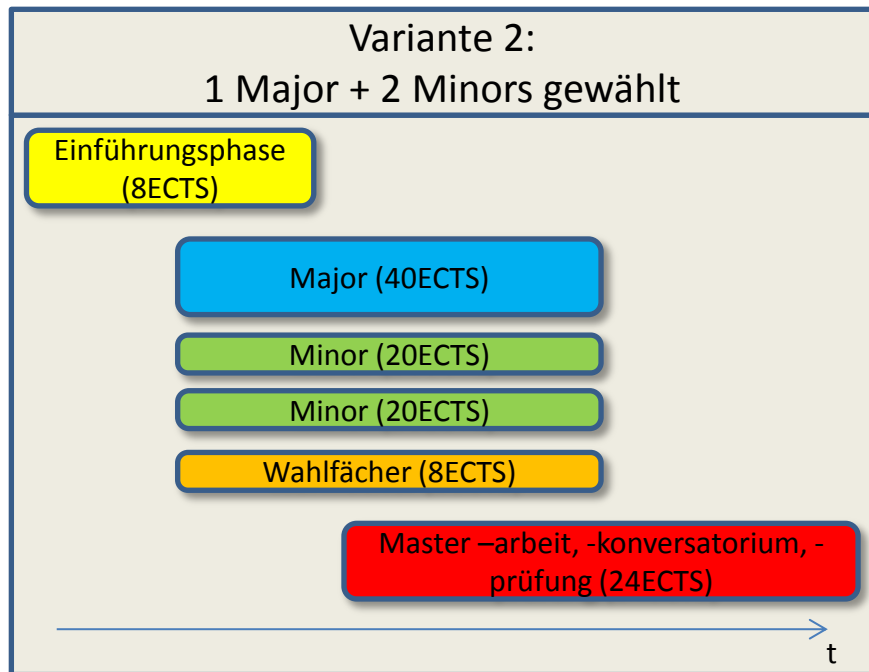 Variante 2:
1 Major + 2 Minors gewählt
Einführungsphase
(8ECTS)
Major (40ECTS)
Minor (20ECTS)
Minor (20ECTS)
Wahlfächer (8ECTS)
Master –arbeit, -konversatorium, -
prüfung (24ECTS)
t